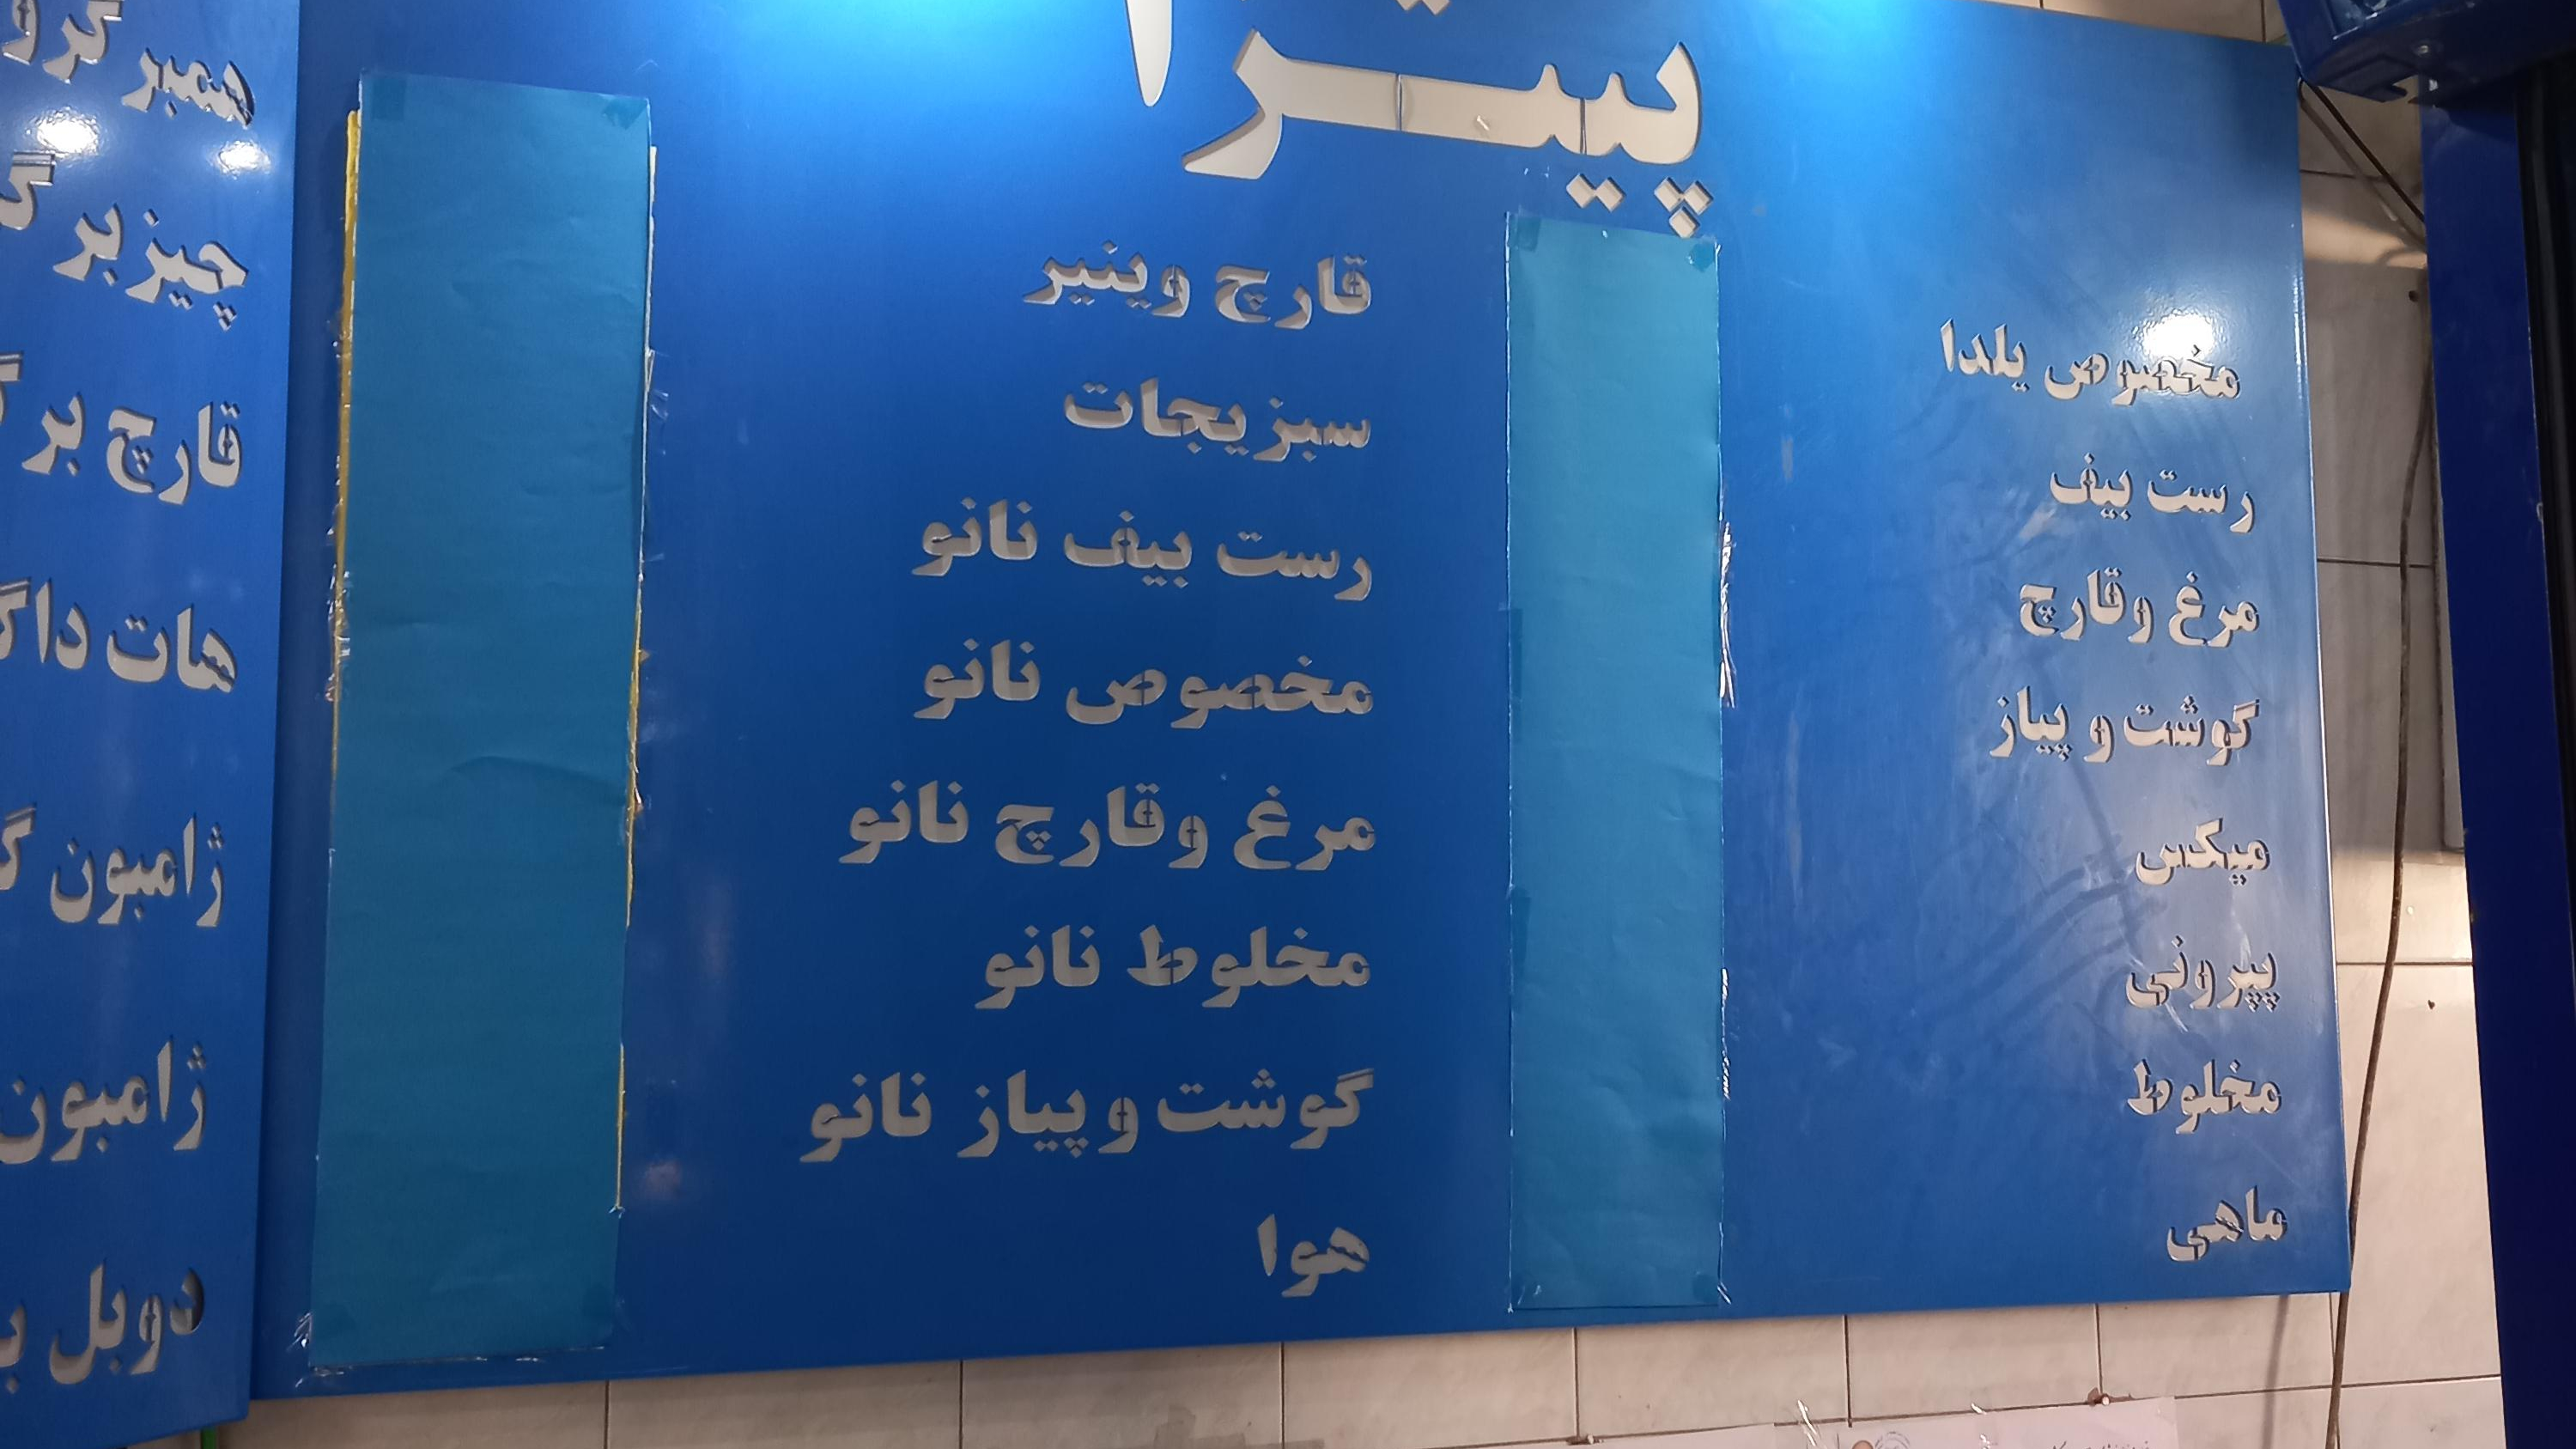 پیتزا
مخصوص یلدا
رست بیف
مرغ وقارچ
گوشت و پیاز
میکس
پپرونی
مخلوط
ماهی
قارچ وپنیر
سبزیجات
رست بیف نانو
مخصوص نانو
مرغ وقارچ نانو
مخلوط نانو
گوشت و پیاز نانو
هوا
چیزبر
قارچ بر
هات داگ
ژامبون
ژامبون
دوبل